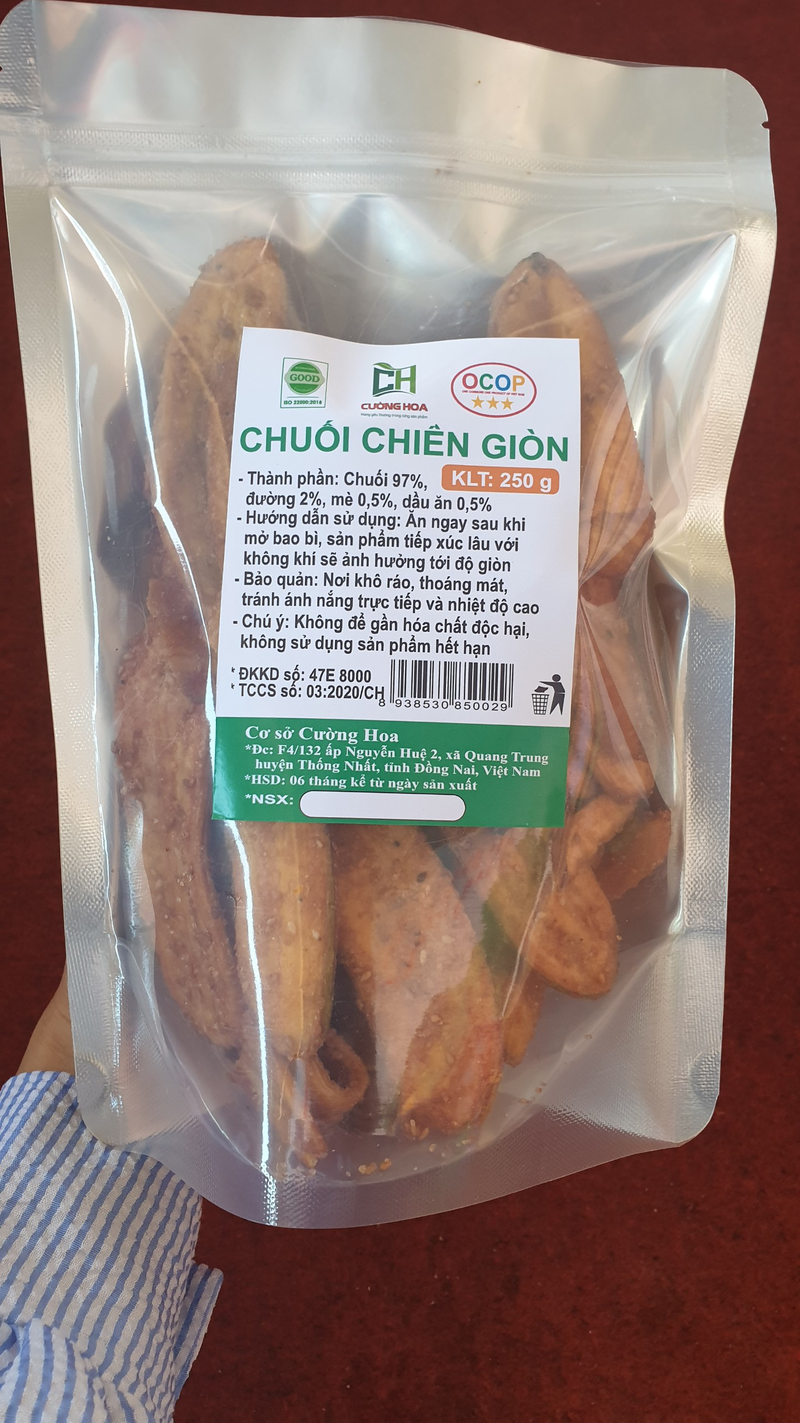 GOOD
ISO 22000:2018
CH
CƯỜNG HOA
OCOP
CHUỐI CHIÊN GIÒN
- Thành phần: Chuối 97%,
KLT: 250 g
đường 2%, mè 0,5%, dầu ăn 0,5%
- Hướng dẫn sử dụng: Ăn ngay sau khi
mở bao bì, sản phẩm tiếp xúc lâu với
không khí sẽ ảnh hưởng tới độ giòn
- Bảo quản: Nơi khô ráo, thoáng mát,
tránh ánh nắng trực tiếp và nhiệt độ cao
- Chú ý: Không để gần hóa chất độc hại,
không sử dụng sản phẩm hết hạn
* ĐKKD số: 47E 8000
* TCCS số: 03:2020/CH
8 938530 850029
Cơ sở Cường Hoa
*Đc: F4/132 ấp Nguyễn Huệ 2, xã Quang Trung
huyện Thống Nhất, tỉnh Đồng Nai, Việt Nam
*HSD: 06 tháng kể từ ngày sản xuất
*NSX: